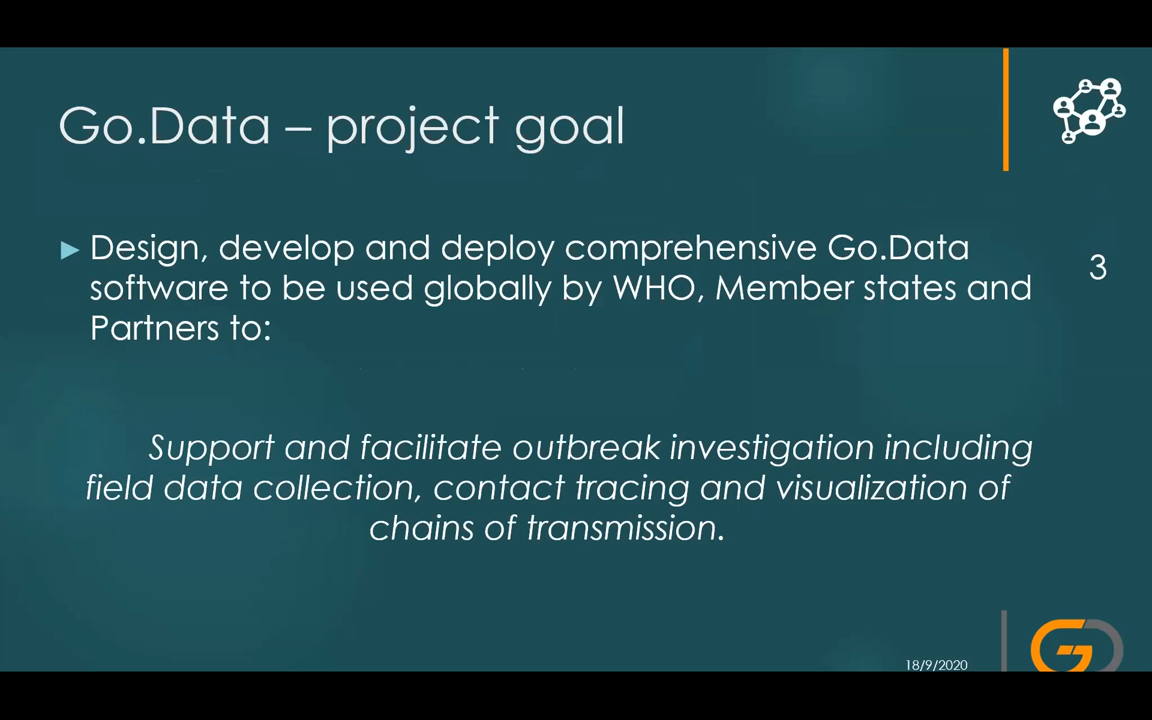 Go.Data – project goal
► Design, develop and deploy comprehensive Go.Data
software to be used globally by WHO, Member states and
Partners to:
3
Support and facilitate outbreak investigation including
field data collection, contact tracing and visualization of
chains of transmission.
18/9/2020